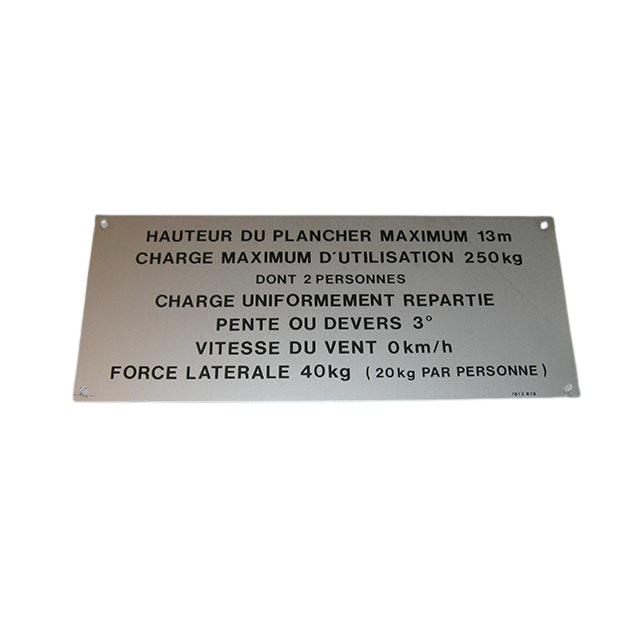 HAUTEUR DU PLANCHER MAXIMUM 13m
CHARGE MAXIMUM D'UTILISATION 250kg
DONT 2 PERSONNES
CHARGE UNIFORMEMENT REPARTIE
PENTE OU DEVERS 3°
VITESSE DU VENT 0km/h
FORCE LATERALE 40kg (20kg PAR PERSONNE)